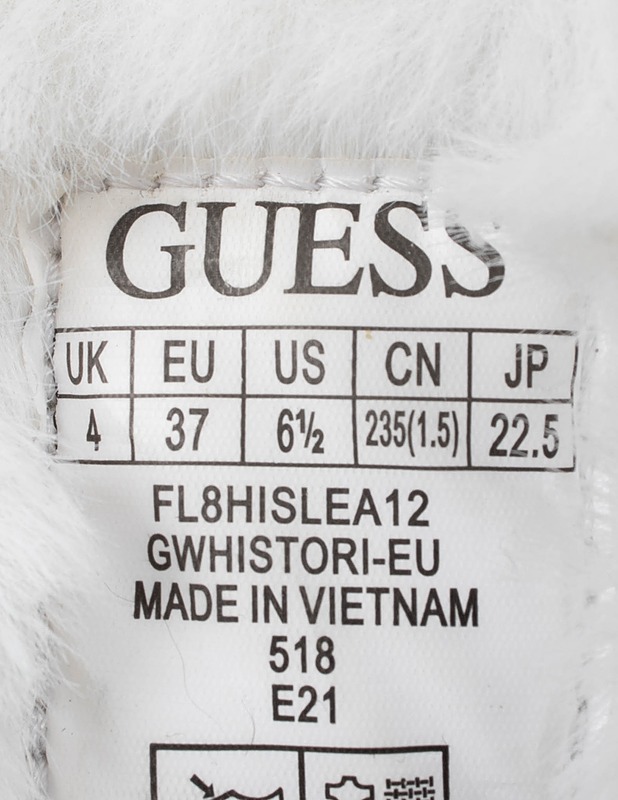 GUESS
UK EU US CN JP
4 37 6½ 235(1.5) 22.5
FL8HISLEA12
GWHISTORI-EU
MADE IN VIETNAM
518
E21